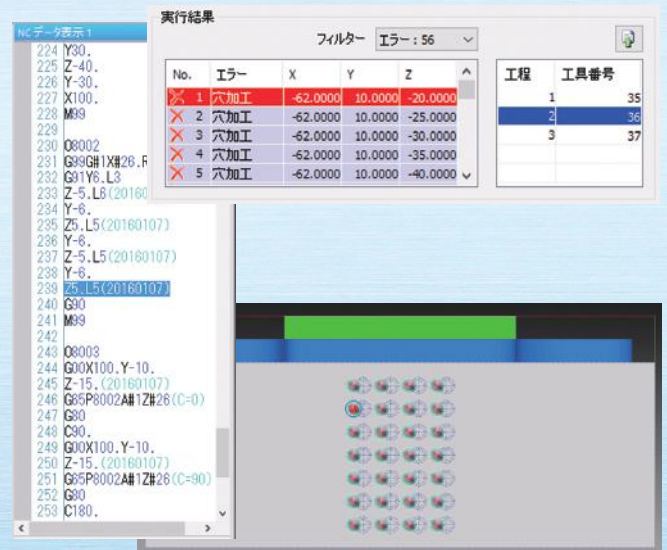 実行結果
フィルター エラー : 56
No. エラー X Y Z
1 穴加工 -62.0000 10.0000 -20.0000
2 穴加工 -62.0000 10.0000 -25.0000
3 穴加工 -62.0000 10.0000 -30.0000
4 穴加工 -62.0000 10.0000 -35.0000
5 穴加工 -62.0000 10.0000 -40.0000
工程 工具番号
1 35
2 36
3 37
NCデータ表示 1
224 Y30.
225 Z-40.
226 Y-30.
227 X100.
228 M99
229
230 O8002
231 G99G#1X#26.R
232 G91Y6.L3
233 Z-5.L6(20160
234 Y-6.
235 Z5.L5(20160107)
236 Y-6.
237 Z-5.L5(20160107)
238 Y-6.
239 Z5.L5(20160107)
240 G90
241 M99
242
243 O8003
244 G00X100.Y-10.
245 Z-15.(20160107)
246 G65P8002A#1Z#26(C=0)
247 G80
248 C90.
249 G00X100.Y-10.
250 Z-15.(20160107)
251 G65P8002A#1Z#26(C=90)
252 G80
253 C180.